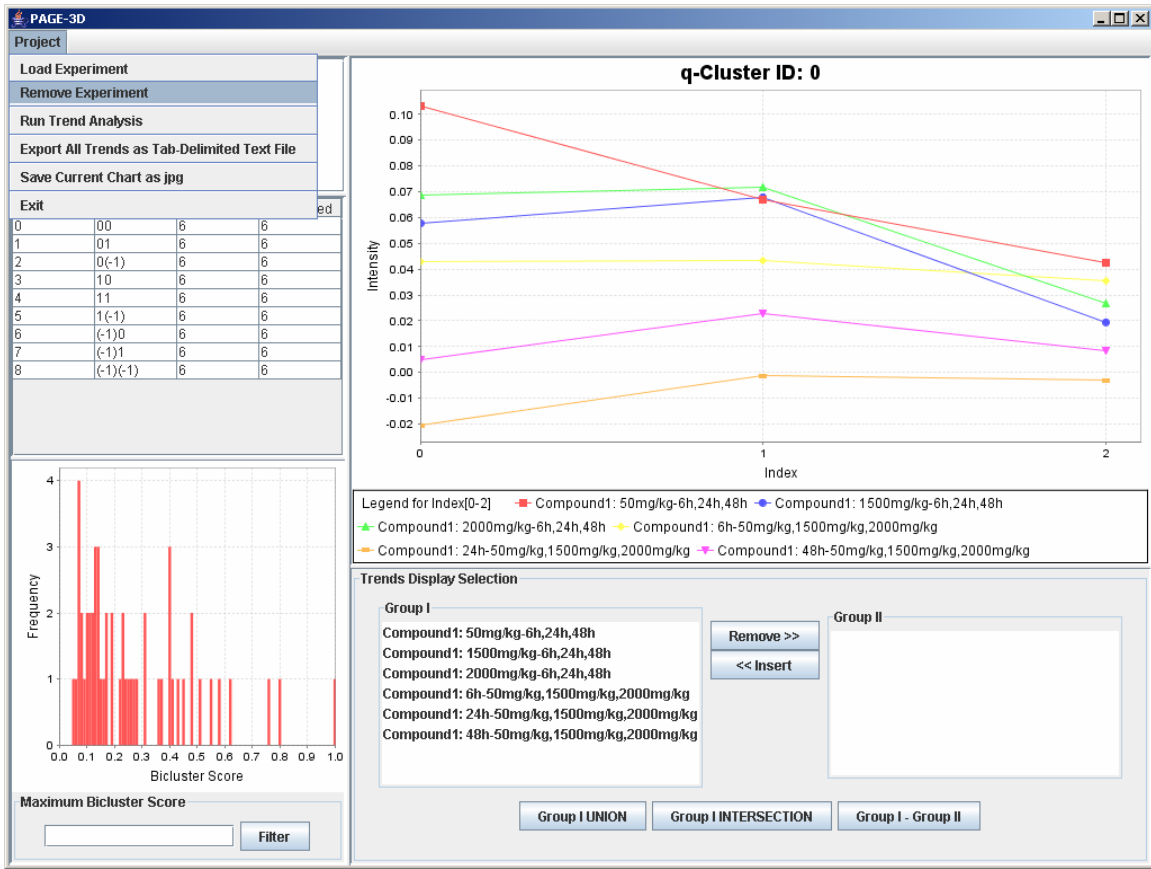 PAGE-3D
Project
Load Experiment
Remove Experiment
Run Trend Analysis
Export All Trends as Tab-Delimited Text File
Save Current Chart as jpg
Exit
ed
0 00 6 6
1 01 6 6
2 0(-1) 6 6
3 10 6 6
4 11 6 6
5 1(-1) 6 6
6 (-1)0 6 6
7 (-1)1 6 6
8 (-1)(-1) 6 6
4
3
2
1
0
Frequency
0.0 0.1 0.2 0.3 0.4 0.5 0.6 0.7 0.8 0.9 1.0
Bicluster Score
Maximum Bicluster Score
Filter
q-Cluster ID: 0
0.10
0.09
0.08
0.07
0.06
0.05
0.04
0.03
0.02
0.01
0.00
-0.01
-0.02
Intensity
0 1 2
Index
Legend for Index[0-2] Compound1: 50mg/kg-6h,24h,48h Compound1: 1500mg/kg-6h,24h,48h
Compound1: 2000mg/kg-6h,24h,48h Compound1: 6h-50mg/kg,1500mg/kg,2000mg/kg
Compound1: 24h-50mg/kg,1500mg/kg,2000mg/kg Compound1: 48h-50mg/kg,1500mg/kg,2000mg/kg
Trends Display Selection
Group I
Compound1: 50mg/kg-6h,24h,48h
Compound1: 1500mg/kg-6h,24h,48h
Compound1: 2000mg/kg-6h,24h,48h
Compound1: 6h-50mg/kg,1500mg/kg,2000mg/kg
Compound1: 24h-50mg/kg,1500mg/kg,2000mg/kg
Compound1: 48h-50mg/kg,1500mg/kg,2000mg/kg
Remove >>
<< Insert
Group II
Group I UNION Group I INTERSECTION Group I - Group II